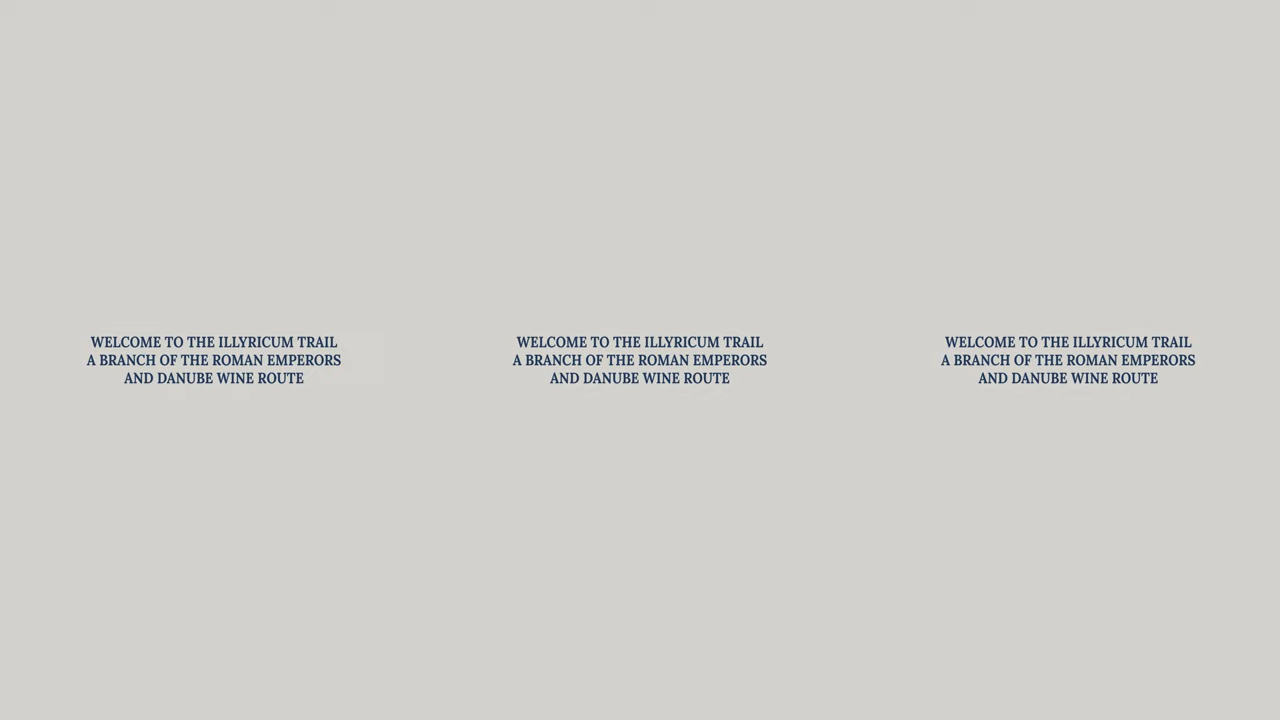 WELCOME TO THE ILLYRICUM TRAIL
A BRANCH OF THE ROMAN EMPERORS
AND DANUBE WINE ROUTE
WELCOME TO THE ILLYRICUM TRAIL
A BRANCH OF THE ROMAN EMPERORS
AND DANUBE WINE ROUTE
WELCOME TO THE ILLYRICUM TRAIL
A BRANCH OF THE ROMAN EMPERORS
AND DANUBE WINE ROUTE